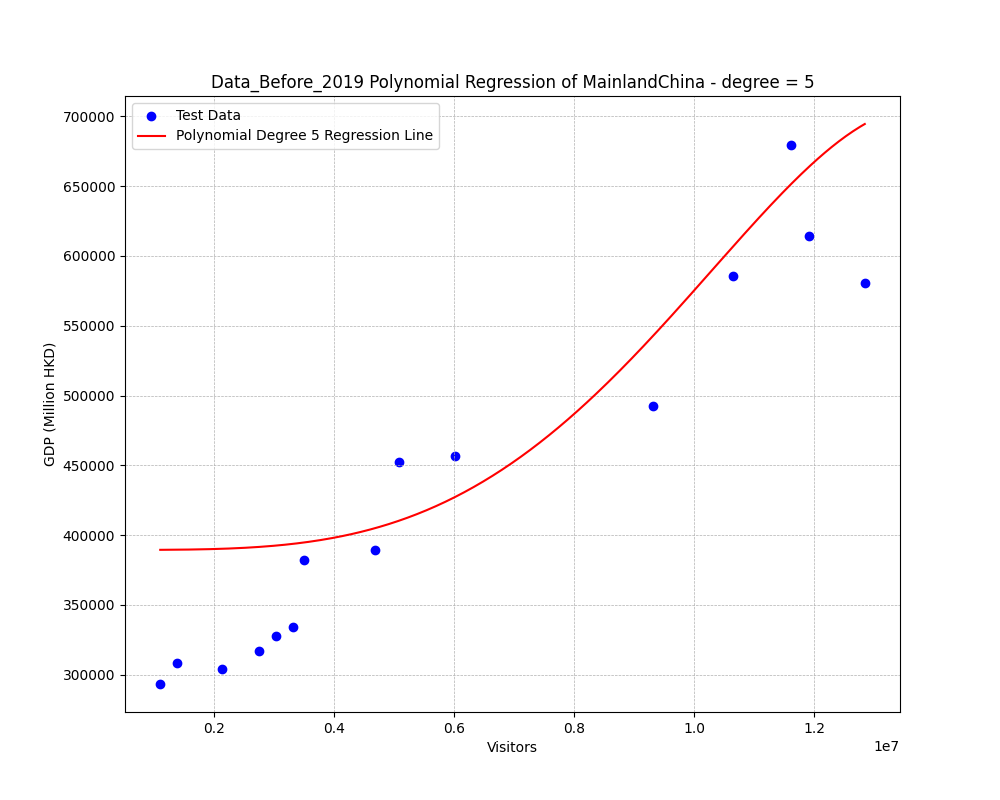 Data_Before_2019 Polynomial Regression of MainlandChina - degree = 5
Test Data
Polynomial Degree 5 Regression Line
GDP (Million HKD)
700000
650000
600000
550000
500000
450000
400000
350000
300000
0.2 0.4 0.6 0.8 1.0 1.2
1e7
Visitors